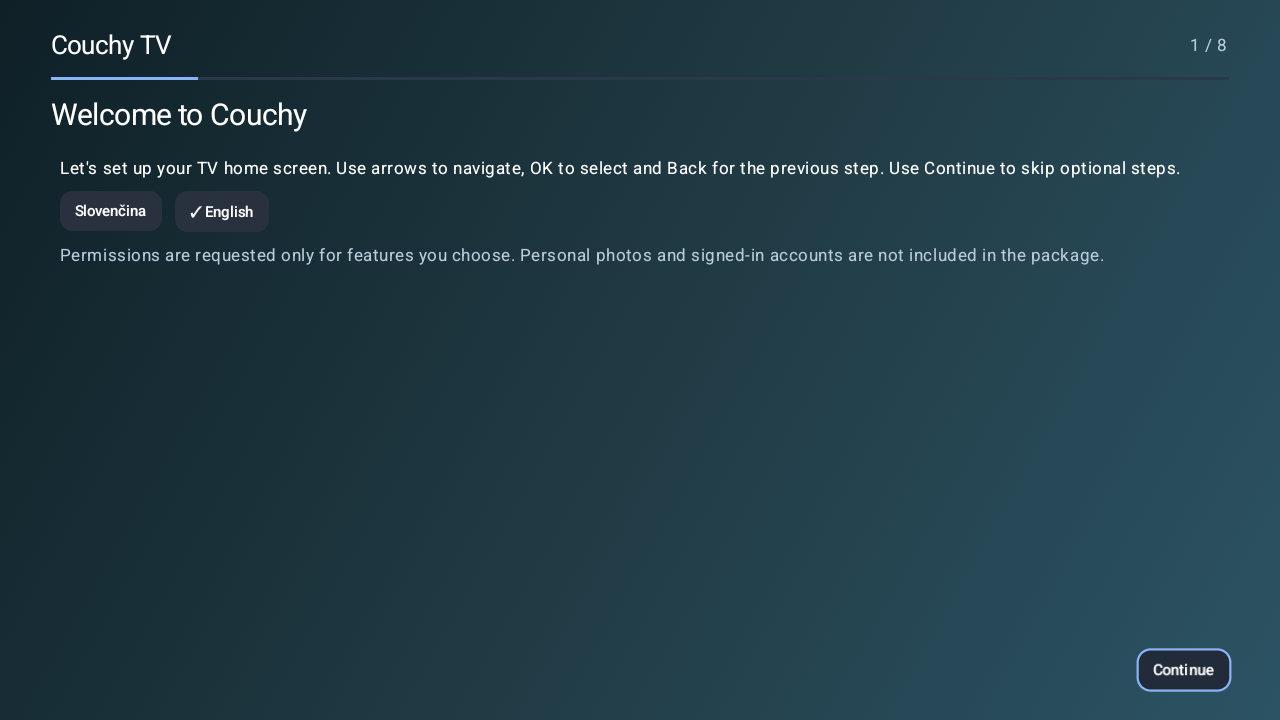 Couchy TV
1 / 8
Welcome to Couchy
Let's set up your TV home screen. Use arrows to navigate, OK to select and Back for the previous step. Use Continue to skip optional steps.
Slovenčina
✓ English
Permissions are requested only for features you choose. Personal photos and signed-in accounts are not included in the package.
Continue